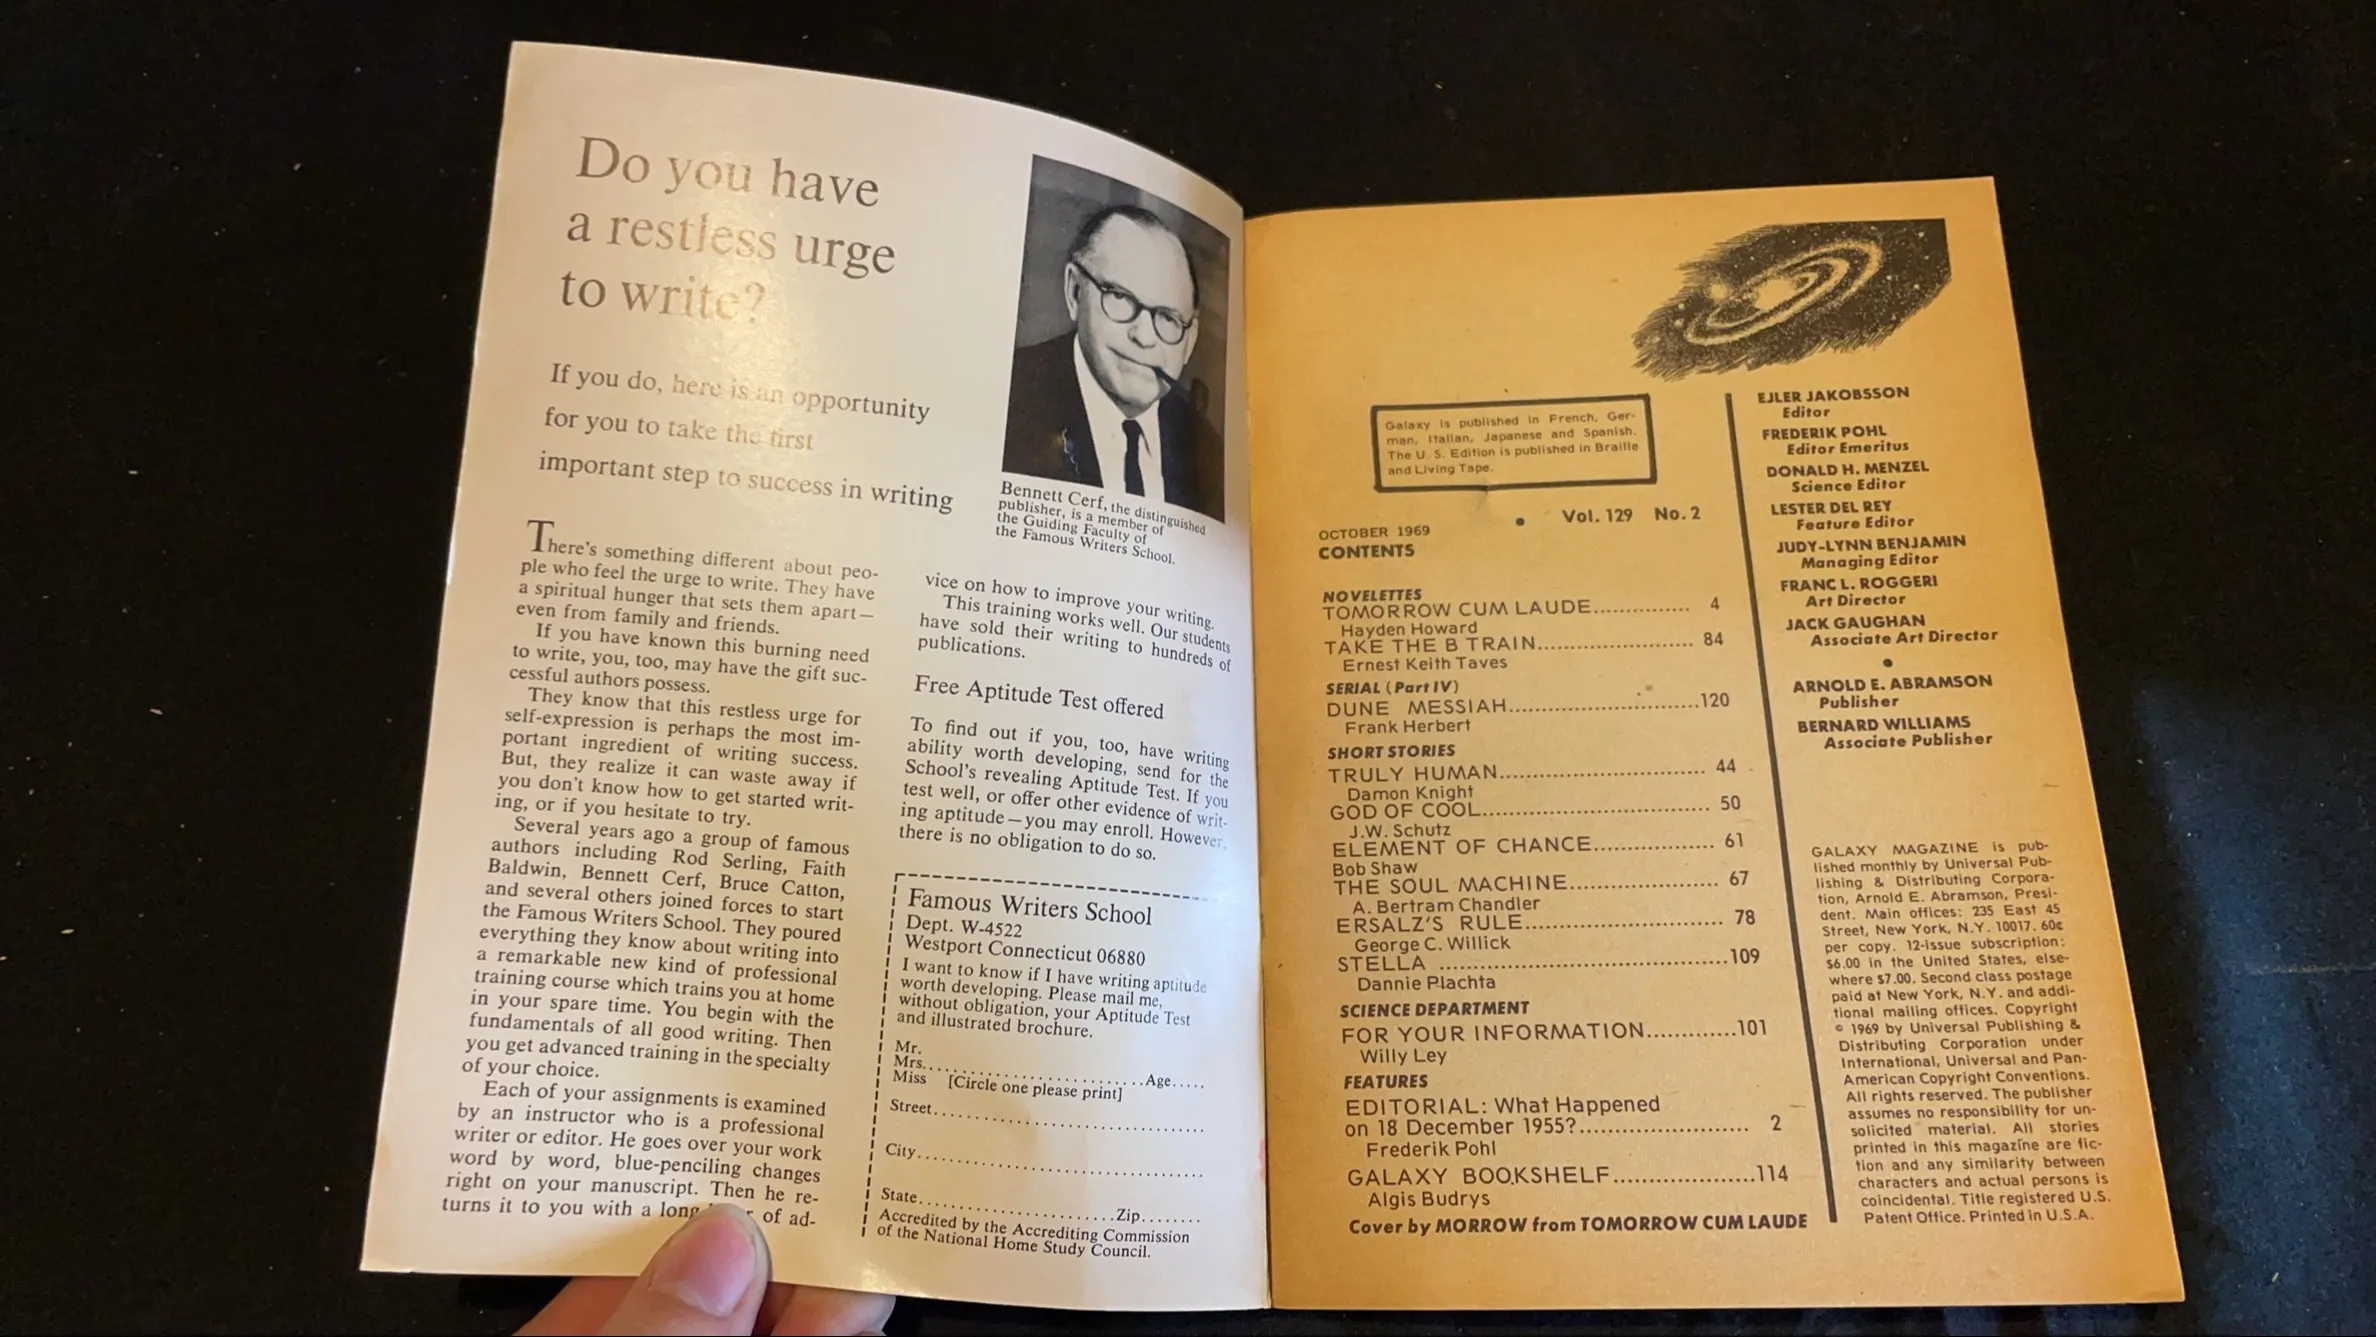 Do you have
a restless urge
to write?
If you do, here is an opportunity
for you to take the first
important step to success in writing
Bennett Cerf, the distinguished
publisher, is a member of
the Guiding Faculty of
the Famous Writers School.
There's something different about peo-
ple who feel the urge to write. They have
a spiritual hunger that sets them apart—
even from family and friends.
If you have known this burning need
to write, you, too, may have the gift suc-
cessful authors possess.
They know that this restless urge for
self-expression is perhaps the most im-
portant ingredient of writing success.
But, they realize it can waste away if
you don't know how to get started writ-
ing, or if you hesitate to try.
Several years ago a group of famous
authors including Rod Serling, Faith
Baldwin, Bennett Cerf, Bruce Catton,
and several others joined forces to start
the Famous Writers School. They poured
everything they know about writing into
a remarkable new kind of professional
training course which trains you at home
in your spare time. You begin with the
fundamentals of all good writing. Then
you get advanced training in the specialty
of your choice.
Each of your assignments is examined
by an instructor who is a professional
writer or editor. He goes over your work
word by word, blue-penciling changes
right on your manuscript. Then he re-
turns it to you with a long of ad-
vice on how to improve your writing.
This training works well. Our students
have sold their writing to hundreds of
publications.
Free Aptitude Test offered
To find out if you, too, have writing
ability worth developing, send for the
School's revealing Aptitude Test. If you
test well, or offer other evidence of writ-
ing aptitude—you may enroll. However,
there is no obligation to do so.
Famous Writers School
Dept. W-4522
Westport Connecticut 06880
I want to know if I have writing aptitude
worth developing. Please mail me,
without obligation, your Aptitude Test
and illustrated brochure.
Mr.
Mrs..............................Age.....
Miss [Circle one please print]
Street....................................
City......................................
State..........................Zip........
Accredited by the Accrediting Commission
of the National Home Study Council.
Galaxy is published in French, Ger-
man, Italian, Japanese and Spanish.
The U. S. Edition is published in Braille
and Living Tape.
OCTOBER 1969 • Vol. 129 No. 2
CONTENTS
NOVELETTES
TOMORROW CUM LAUDE............... 4
Hayden Howard
TAKE THE B TRAIN........................ 84
Ernest Keith Taves
SERIAL (Part IV)
DUNE MESSIAH.............................120
Frank Herbert
SHORT STORIES
TRULY HUMAN................................ 44
Damon Knight
GOD OF COOL.................................. 50
J.W. Schutz
ELEMENT OF CHANCE.................. 61
Bob Shaw
THE SOUL MACHINE...................... 67
A. Bertram Chandler
ERSALZ'S RULE.............................. 78
George C. Willick
STELLA ...........................................109
Dannie Plachta
SCIENCE DEPARTMENT
FOR YOUR INFORMATION............101
Willy Ley
FEATURES
EDITORIAL: What Happened
on 18 December 1955?......................... 2
Frederik Pohl
GALAXY BOOKSHELF....................114
Algis Budrys
Cover by MORROW from TOMORROW CUM LAUDE
EJLER JAKOBSSON
Editor
FREDERIK POHL
Editor Emeritus
DONALD H. MENZEL
Science Editor
LESTER DEL REY
Feature Editor
JUDY-LYNN BENJAMIN
Managing Editor
FRANC L. ROGGERI
Art Director
JACK GAUGHAN
Associate Art Director
•
ARNOLD E. ABRAMSON
Publisher
BERNARD WILLIAMS
Associate Publisher
GALAXY MAGAZINE is pub-
lished monthly by Universal Pub-
lishing & Distributing Corpora-
tion, Arnold E. Abramson, Presi-
dent. Main offices: 235 East 45
Street, New York, N.Y. 10017. 60¢
per copy. 12-issue subscription:
$6.00 in the United States, else-
where $7.00. Second class postage
paid at New York, N.Y. and addi-
tional mailing offices. Copyright
© 1969 by Universal Publishing &
Distributing Corporation under
International, Universal and Pan-
American Copyright Conventions.
All rights reserved. The publisher
assumes no responsibility for un-
solicited material. All stories
printed in this magazine are fic-
tion and any similarity between
characters and actual persons is
coincidental. Title registered U.S.
Patent Office. Printed in U.S.A.